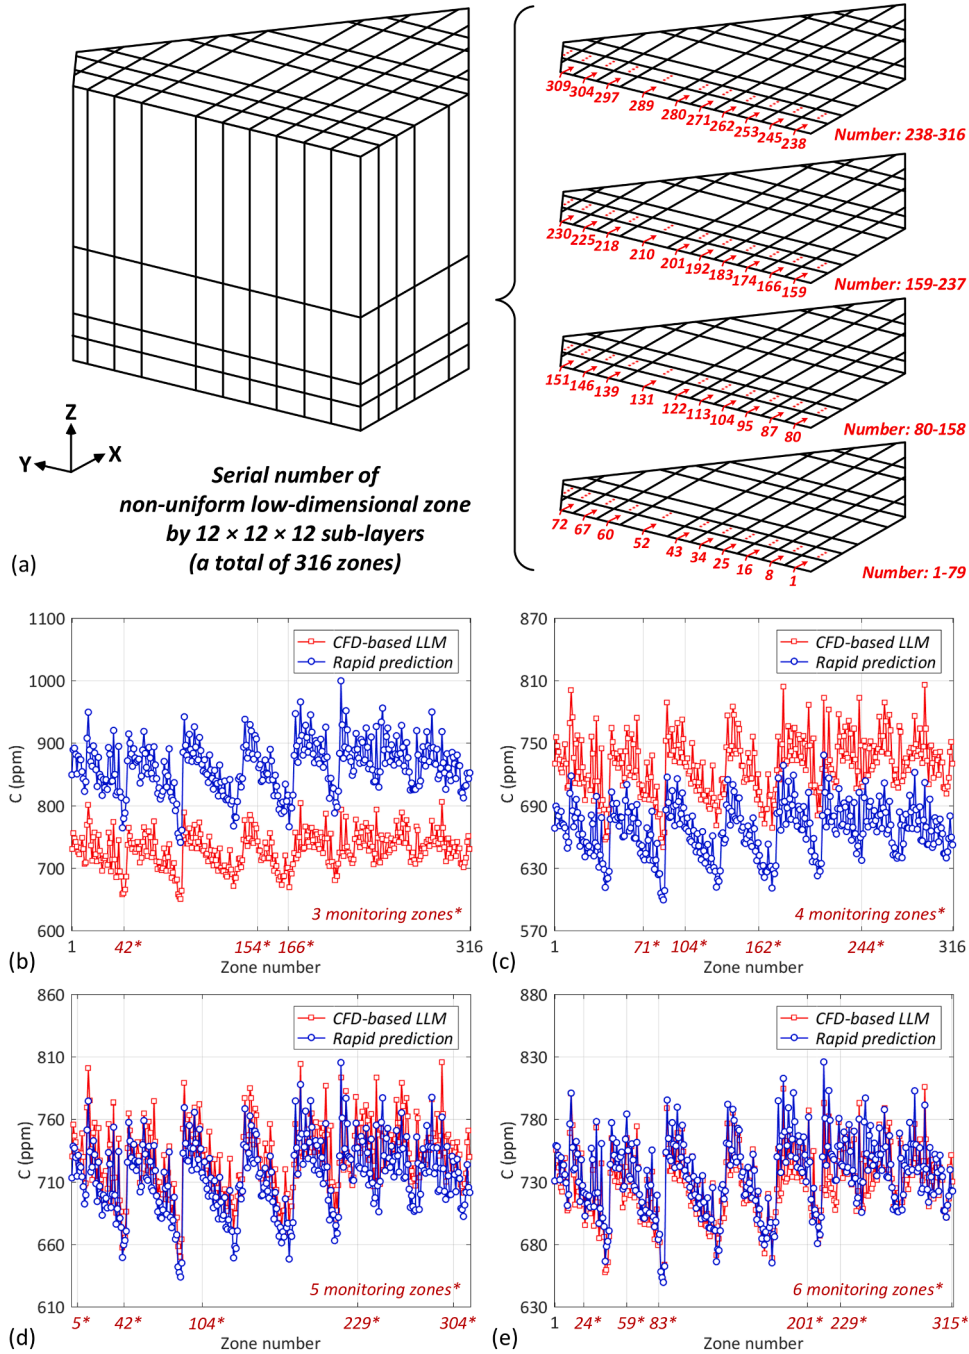 309
304
297
289
280
271
262
253
245
238
Number: 238-316
230
225
218
210
201
192
183
174
166
159
Number: 159-237
151
146
139
131
122
113
104
95
87
80
Number: 80-158
72
67
60
52
43
34
25
16
8
1
Number: 1-79
Z
Y
X
Serial number of
non-uniform low-dimensional zone
by 12 × 12 × 12 sub-layers
(a total of 316 zones)
(a)
1100
1000
900
800
700
600
C (ppm)
CFD-based LLM
Rapid prediction
3 monitoring zones*
1
42*
154*
166*
316
Zone number
(b)
870
810
750
690
630
570
C (ppm)
CFD-based LLM
Rapid prediction
4 monitoring zones*
1
71*
104*
162*
244*
316
Zone number
(c)
860
810
760
710
660
610
C (ppm)
CFD-based LLM
Rapid prediction
5 monitoring zones*
5*
42*
104*
229*
304*
Zone number
(d)
880
830
780
730
680
630
C (ppm)
CFD-based LLM
Rapid prediction
6 monitoring zones*
1
24*
59*
83*
201*
229*
315*
Zone number
(e)